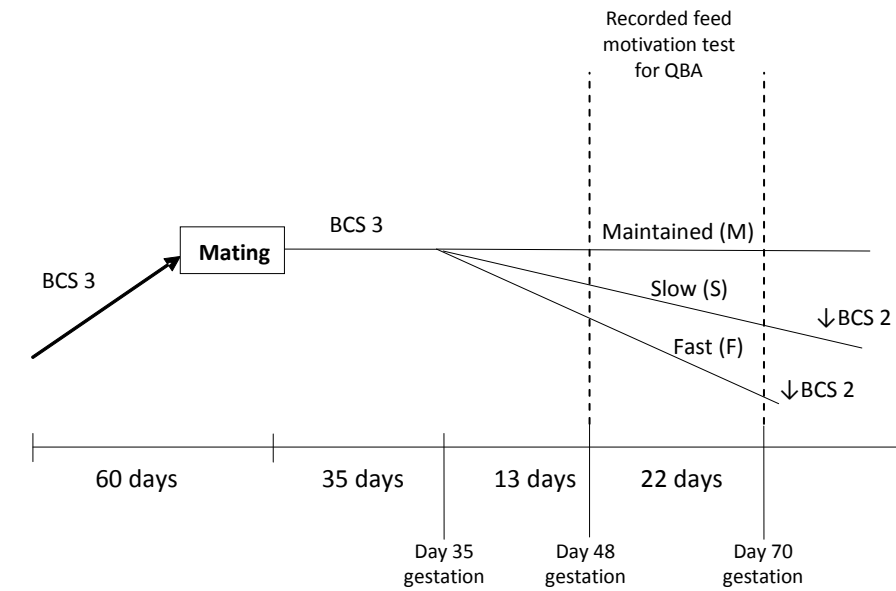 Recorded feed
motivation test
for QBA
BCS 3
Mating
BCS 3
Maintained (M)
Slow (S)
↓BCS 2
Fast (F)
↓BCS 2
60 days
35 days
13 days
22 days
Day 35
gestation
Day 48
gestation
Day 70
gestation